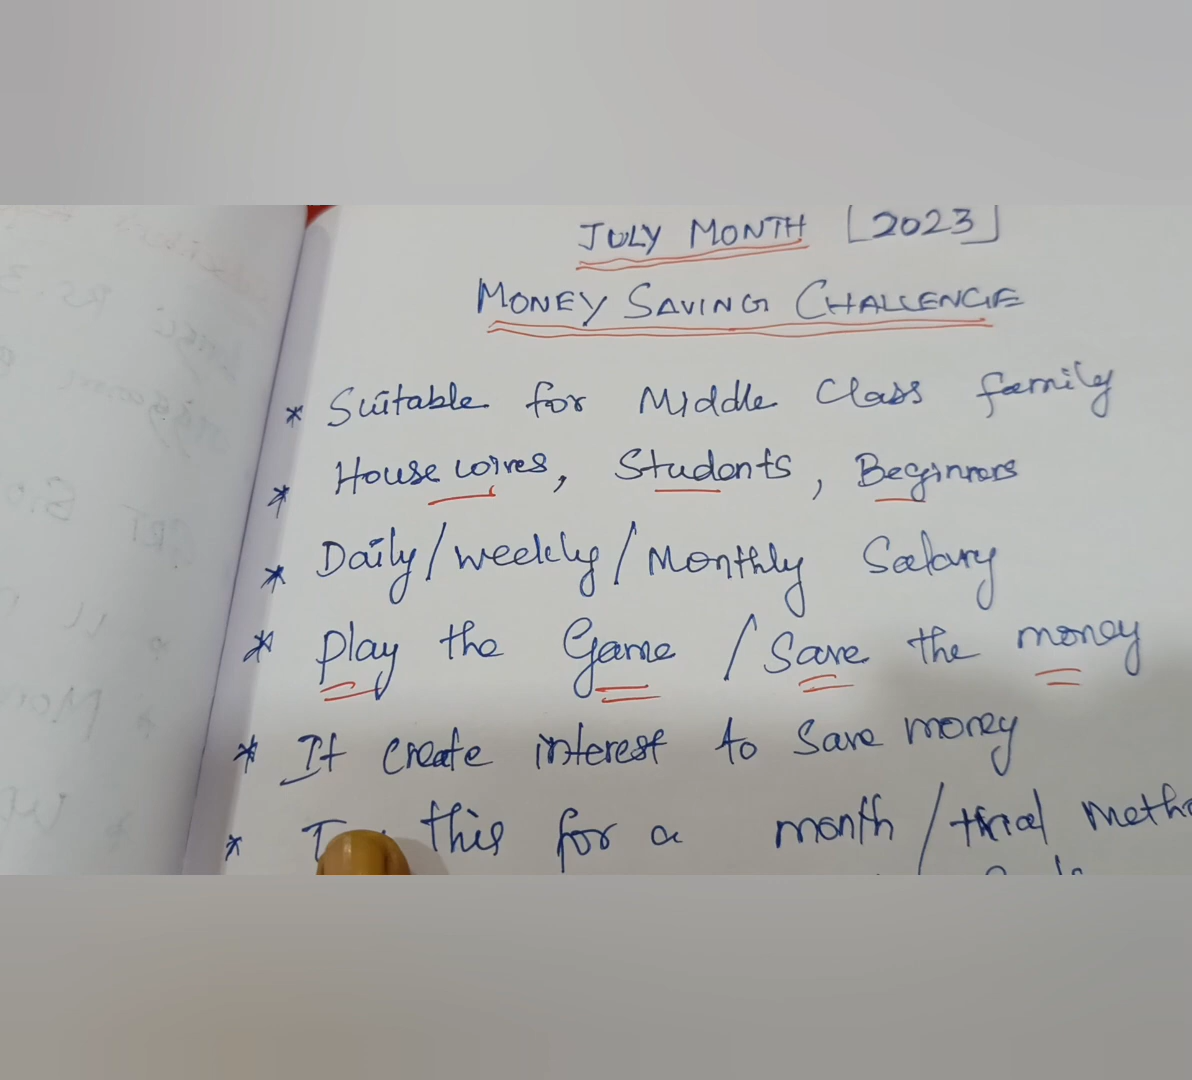 JULY MONTH [2023]
MONEY SAVING CHALLENGE
* Suitable for Middle Class family
* House wives, Students, Beginners
* Daily/weekly/Monthly Salary
* Play the Game / Save the money
* It create interest to Save money
* this for a month / trial